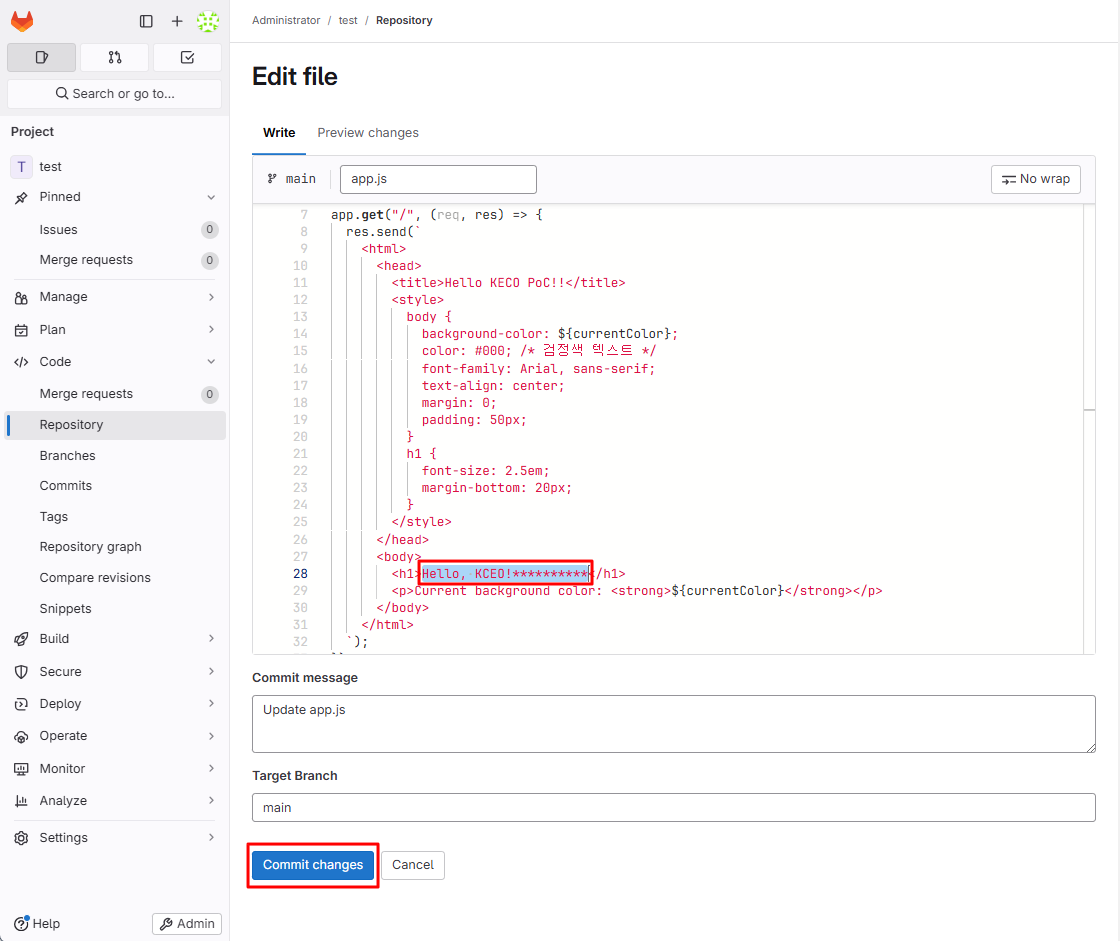 Administrator / test / Repository
Search or go to...
Project
T test
Pinned
Issues 0
Merge requests 0
Manage
Plan
Code
Merge requests 0
Repository
Branches
Commits
Tags
Repository graph
Compare revisions
Snippets
Build
Secure
Deploy
Operate
Monitor
Analyze
Settings
Help
Admin
Edit file
Write Preview changes
main app.js No wrap
7 app.get("/", (req, res) => {
8 res.send(`
9 <html>
10 <head>
11 <title>Hello KECO PoC!!</title>
12 <style>
13 body {
14 background-color: ${currentColor};
15 color: #000; /* 검정색 텍스트 */
16 font-family: Arial, sans-serif;
17 text-align: center;
18 margin: 0;
19 padding: 50px;
20 }
21 h1 {
22 font-size: 2.5em;
23 margin-bottom: 20px;
24 }
25 </style>
26 </head>
27 <body>
28 <h1>Hello, KCEO!**********</h1>
29 <p>Current background color: <strong>${currentColor}</strong></p>
30 </body>
31 </html>
32 `);
Commit message
Update app.js
Target Branch
main
Commit changes Cancel